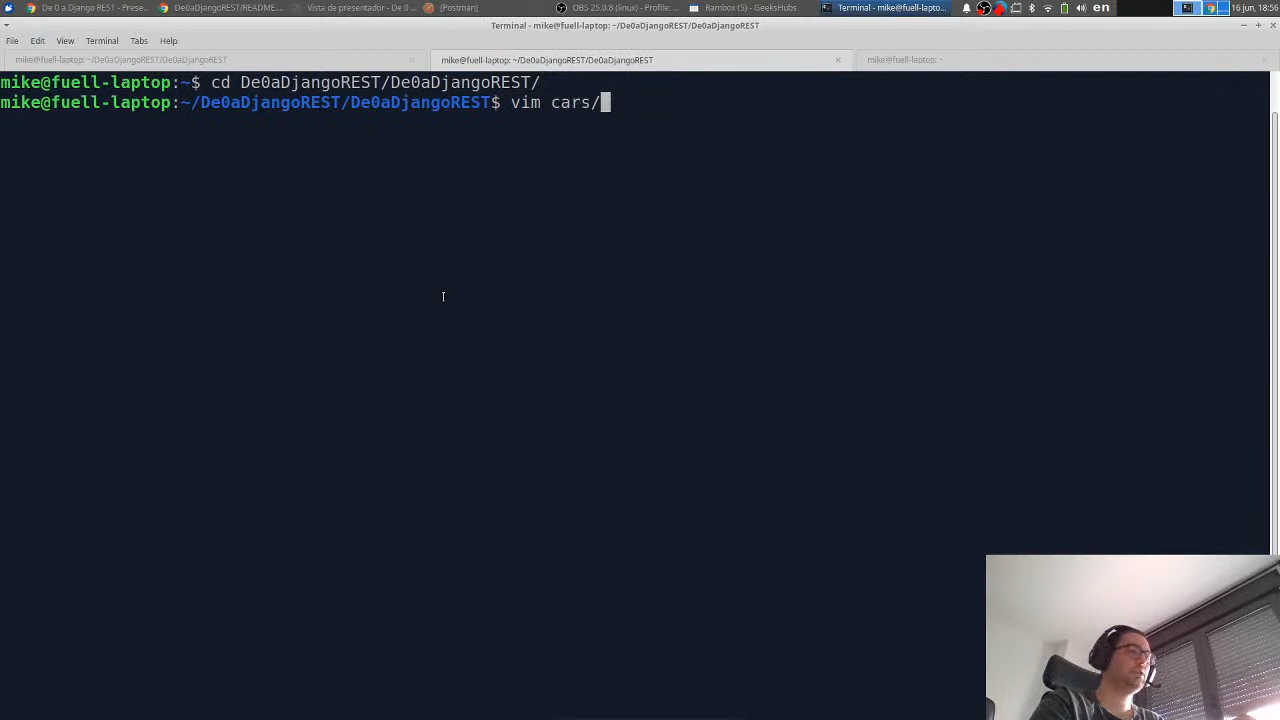 De 0 a Django REST - Prese...
De0aDjangoREST/README...
Vista de presentador - De 0 ...
[Postman]
OBS 25.0.8 (linux) - Profile: ...
Rambox (5) - GeeksHubs
Terminal - mike@fuell-lapto...
en
16 jun, 18:56
Terminal - mike@fuell-laptop: ~/De0aDjangoREST/De0aDjangoREST
File Edit View Terminal Tabs Help
mike@fuell-laptop: ~/De0aDjangoREST/De0aDjangoREST
mike@fuell-laptop: ~/De0aDjangoREST/De0aDjangoREST
mike@fuell-laptop: ~
mike@fuell-laptop:~$ cd De0aDjangoREST/De0aDjangoREST/
mike@fuell-laptop:~/De0aDjangoREST/De0aDjangoREST$ vim cars/